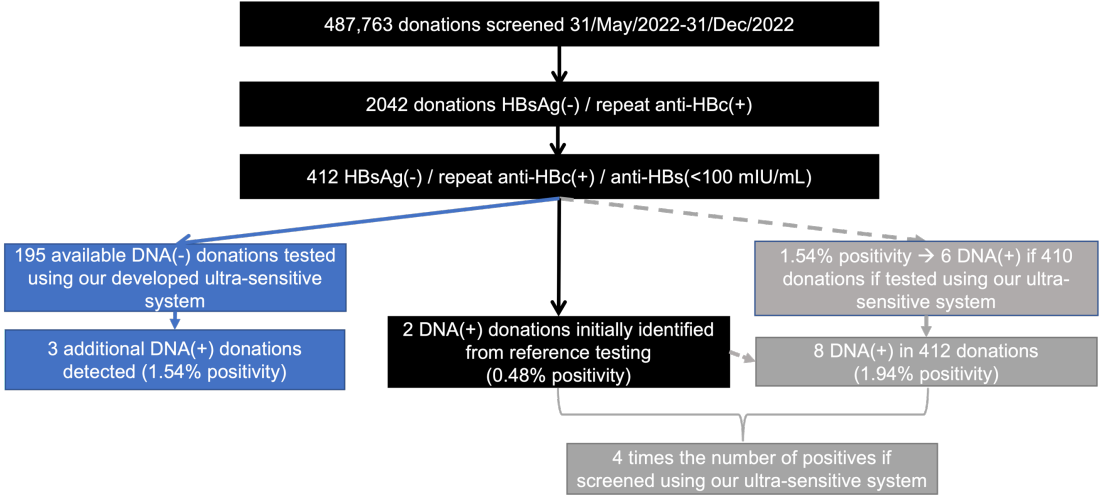 487,763 donations screened 31/May/2022-31/Dec/2022
2042 donations HBsAg(-) / repeat anti-HBc(+)
412 HBsAg(-) / repeat anti-HBc(+) / anti-HBs(<100 mIU/mL)
195 available DNA(-) donations tested
using our developed ultra-sensitive
system
3 additional DNA(+) donations
detected (1.54% positivity)
2 DNA(+) donations initially identified
from reference testing
(0.48% positivity)
1.54% positivity → 6 DNA(+) if 410
donations if tested using our ultra-
sensitive system
8 DNA(+) in 412 donations
(1.94% positivity)
4 times the number of positives if
screened using our ultra-sensitive system